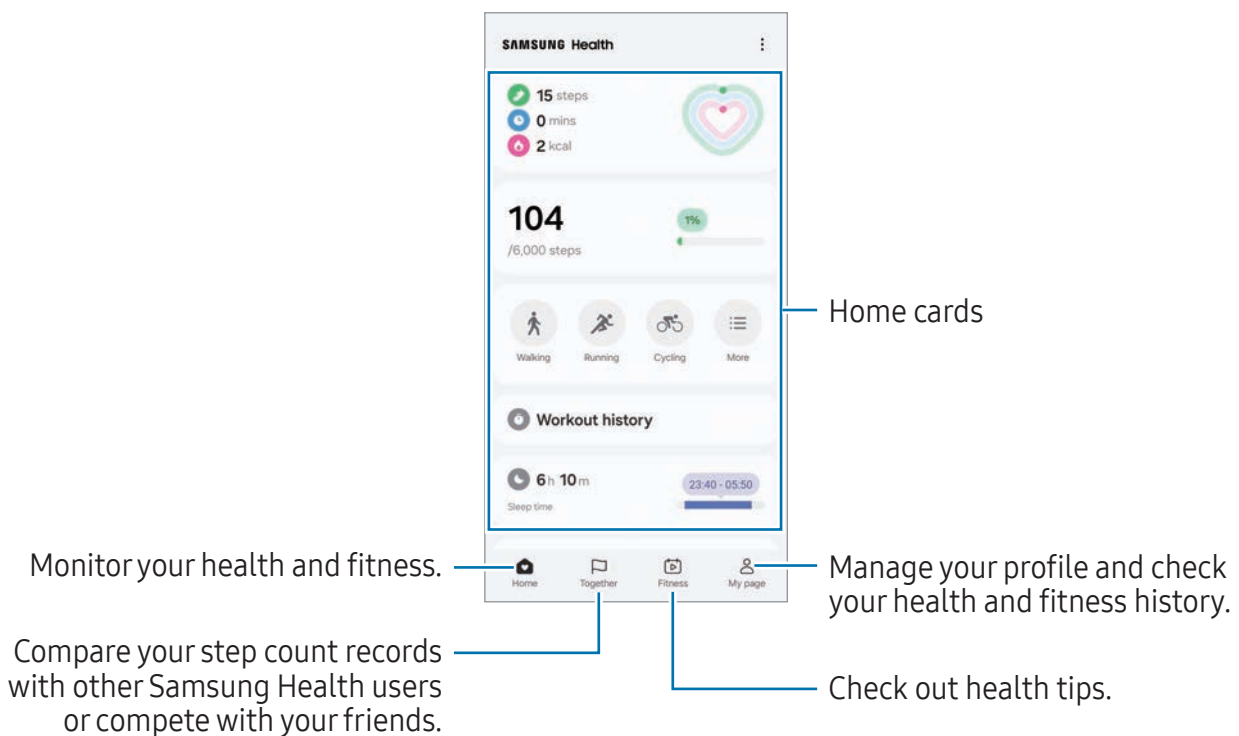 SAMSUNG Health
15 steps
0 mins
2 kcal
104
/6,000 steps
1%
Walking
Running
Cycling
More
Workout history
6 h 10 m
Sleep time
23:40 - 05:50
Home
Together
Fitness
My page
Home cards
Monitor your health and fitness.
Compare your step count records
with other Samsung Health users
or compete with your friends.
Manage your profile and check
your health and fitness history.
Check out health tips.